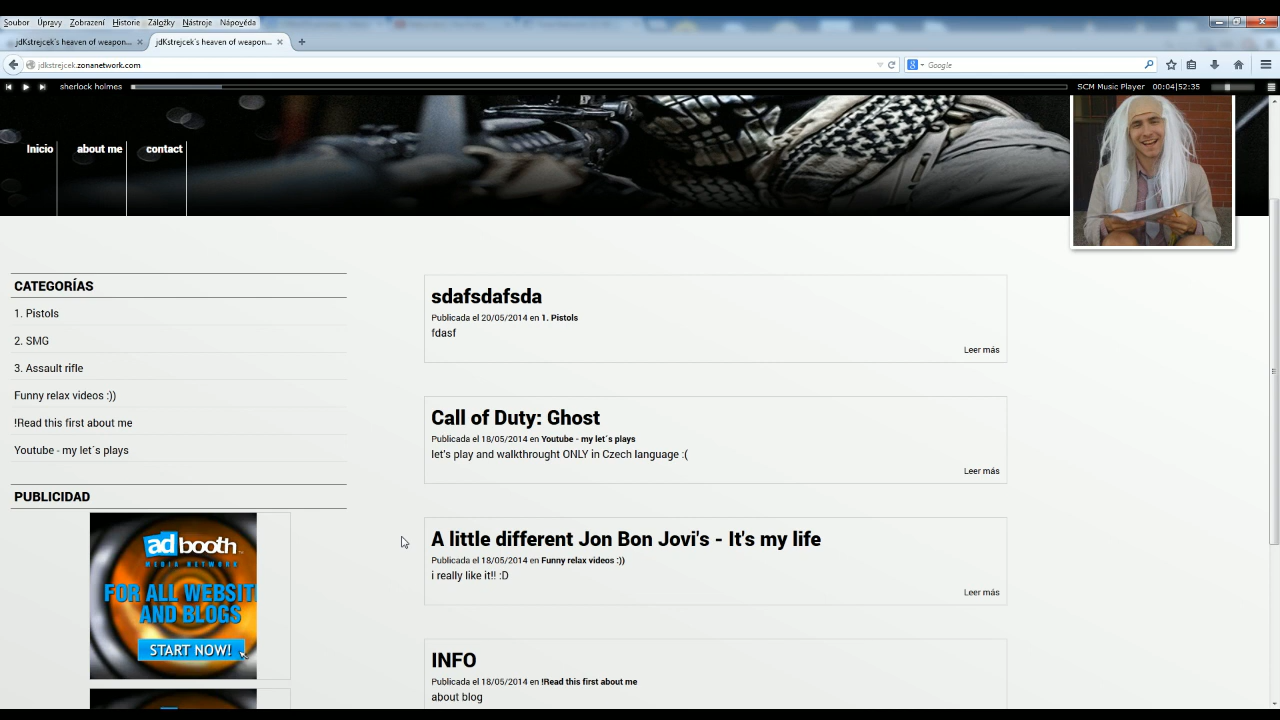 Soubor Úpravy Zobrazení Historie Záložky Nástroje Nápověda
jdKstrejcek's heaven of weapon... jdKstrejcek's heaven of weapon...
jdkstrejcek.zonanetwork.com Google
sherlock holmes SCM Music Player 00:04|52:35
Inicio about me contact
CATEGORÍAS
1. Pistols
2. SMG
3. Assault rifle
Funny relax videos :))
!Read this first about me
Youtube - my let´s plays
PUBLICIDAD
ad booth
MEDIA NETWORK
FOR ALL WEBSIT
AND BLOGS
START NOW!
sdafsdafsda
Publicada el 20/05/2014 en 1. Pistols
fdasf
Leer más
Call of Duty: Ghost
Publicada el 18/05/2014 en Youtube - my let´s plays
let's play and walkthrought ONLY in Czech language :(
Leer más
A little different Jon Bon Jovi's - It's my life
Publicada el 18/05/2014 en Funny relax videos :))
i really like it!! :D
Leer más
INFO
Publicada el 18/05/2014 en !Read this first about me
about blog